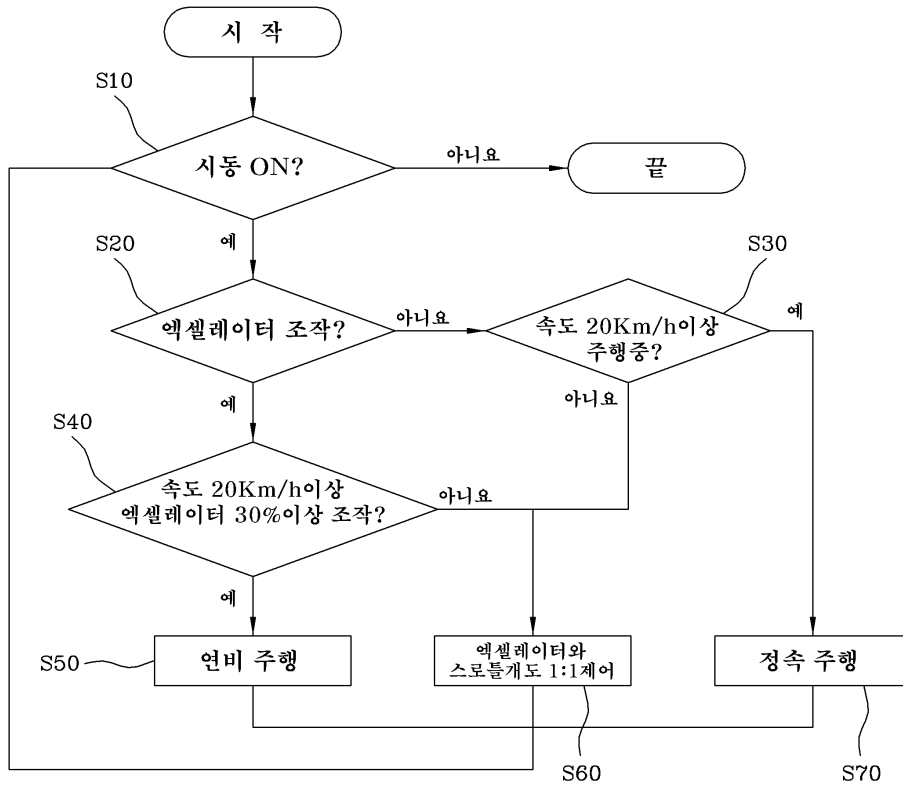 시 작
S10
시동 ON?
아니요
끝
예
S20
엑셀레이터 조작?
아니요
S30
속도 20Km/h이상
주행중?
예
예
아니요
S40
속도 20Km/h이상
엑셀레이터 30%이상 조작?
아니요
예
S50
연비 주행
엑셀레이터와
스로틀개도 1:1제어
정속 주행
S60
S70